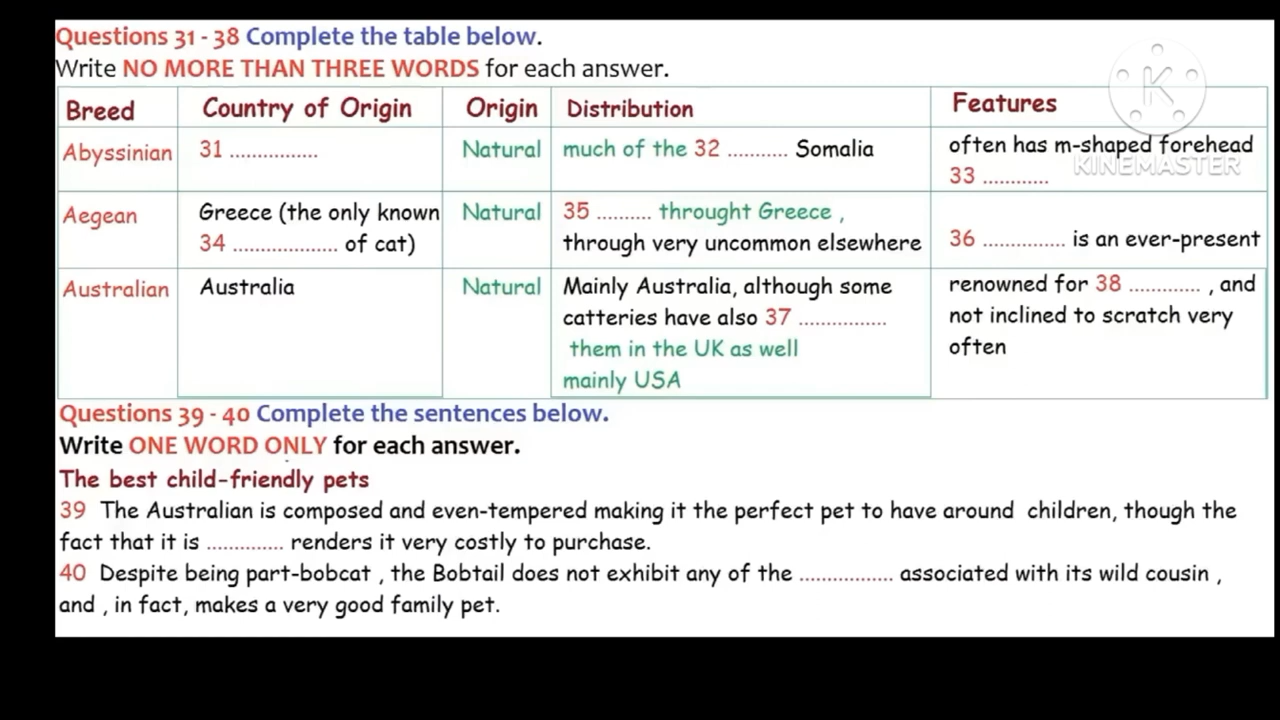 Questions 31 - 38 Complete the table below.
Write NO MORE THAN THREE WORDS for each answer.
Breed Country of Origin Origin Distribution Features
Abyssinian 31 ............... Natural much of the 32 ........... Somalia often has m-shaped forehead
33 ............
Aegean Greece (the only known Natural 35 .......... throught Greece ,
34 ................... of cat) through very uncommon elsewhere 36 ............... is an ever-present
Australian Australia Natural Mainly Australia, although some renowned for 38 ............. , and
catteries have also 37 ................ not inclined to scratch very
them in the UK as well often
mainly USA
KINEMASTER
Questions 39 - 40 Complete the sentences below.
Write ONE WORD ONLY for each answer.
The best child-friendly pets
39 The Australian is composed and even-tempered making it the perfect pet to have around children, though the
fact that it is .............. renders it very costly to purchase.
40 Despite being part-bobcat , the Bobtail does not exhibit any of the ................. associated with its wild cousin ,
and , in fact, makes a very good family pet.